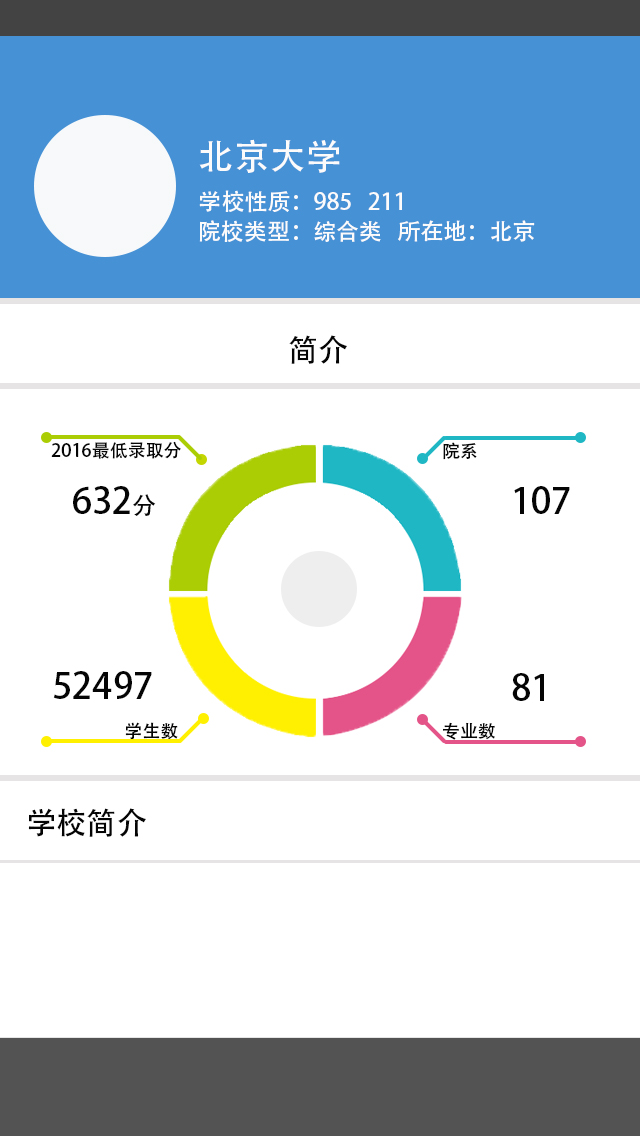 北京大学
学校性质：985 211
院校类型：综合类 所在地：北京
简介
2016最低录取分
632分
院系
107
52497
学生数
81
专业数
学校简介